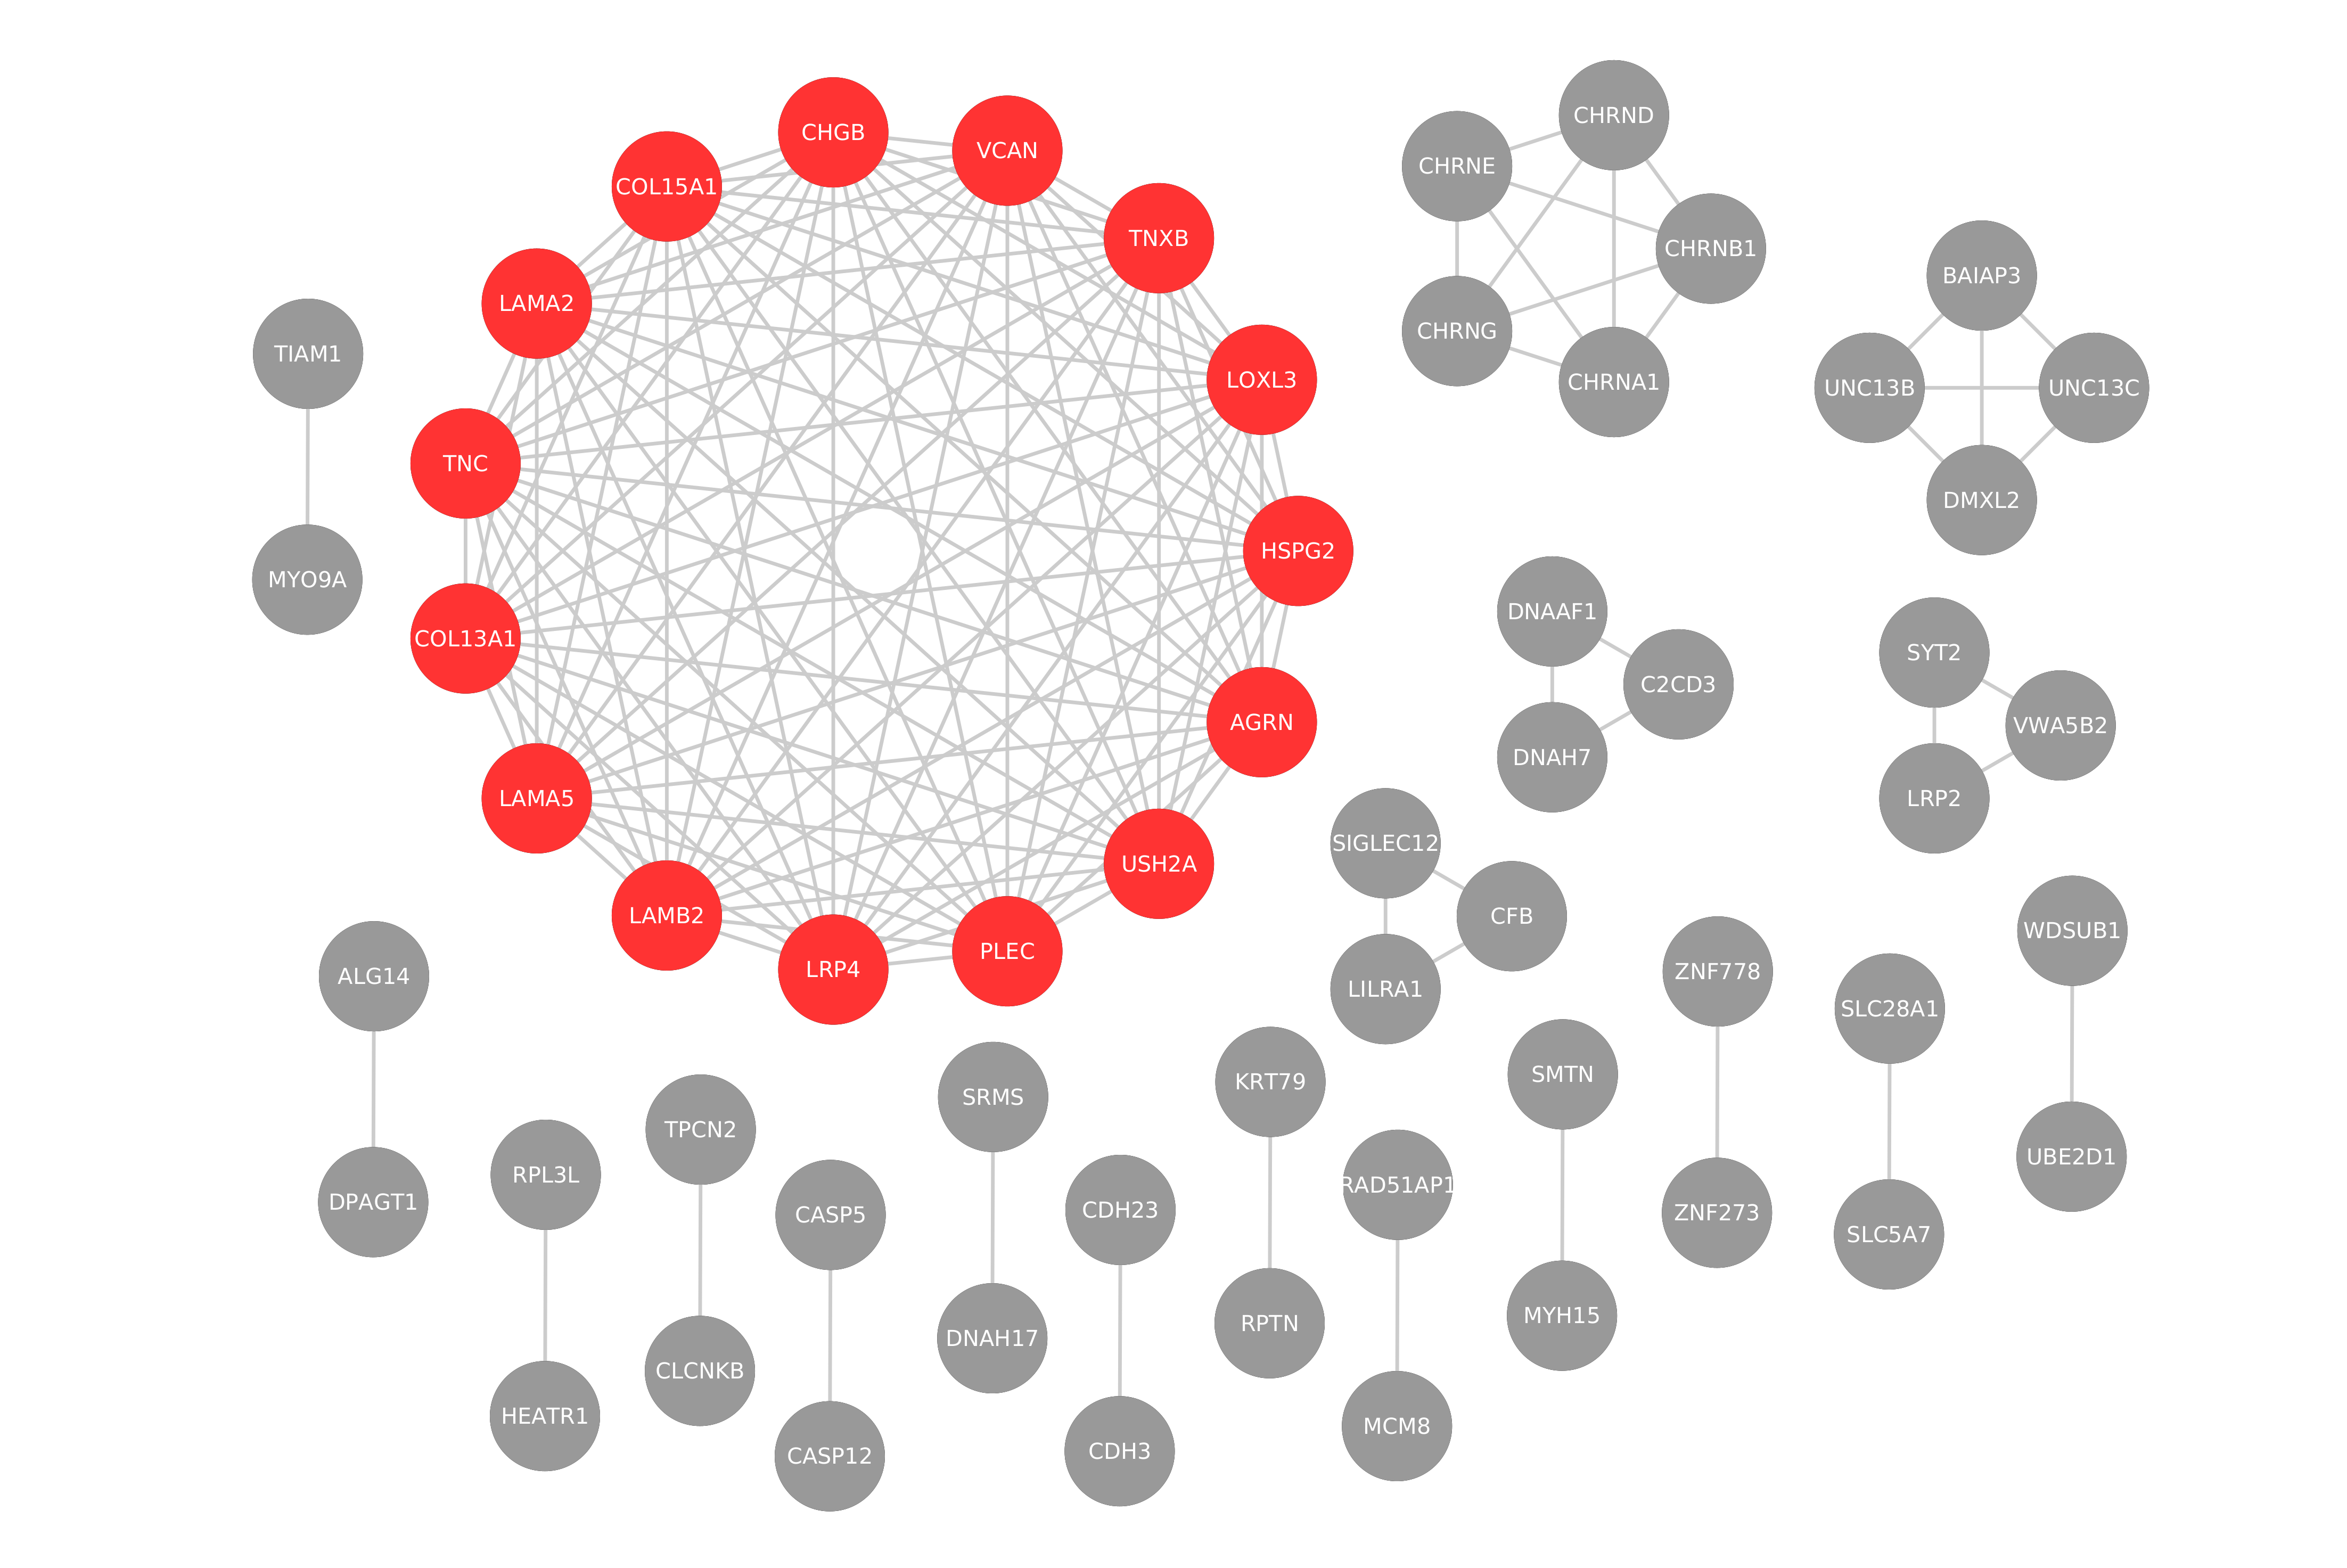 CHRND
CHGB
VCAN
CHRNE
COL15A1
TNXB
CHRNB1
BAIAP3
LAMA2
CHRNG
TIAM1
LOXL3
CHRNA1
UNC13B
UNC13C
TNC
DMXL2
HSPG2
MYO9A
DNAAF1
COL13A1
SYT2
C2CD3
AGRN
VWA5B2
DNAH7
LAMA5
LRP2
SIGLEC12
USH2A
LAMB2
CFB
WDSUB1
PLEC
LRP4
ZNF778
ALG14
LILRA1
SLC28A1
SMTN
KRT79
SRMS
TPCN2
UBE2D1
RPL3L
RAD51AP1
DPAGT1
CDH23
ZNF273
CASP5
SLC5A7
MYH15
RPTN
DNAH17
CLCNKB
HEATR1
MCM8
CDH3
CASP12